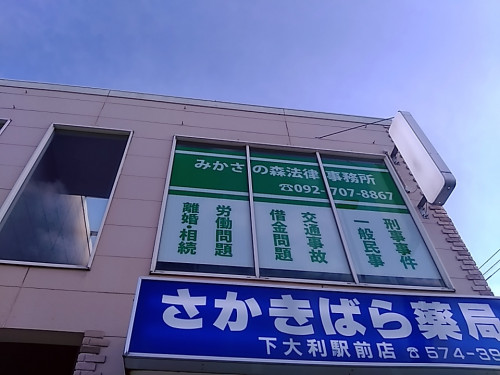 みかさの森法律事務所
☎092-707-8867
刑事事件
一般民事
交通事故
借金問題
労働問題
離婚・相続
さかきばら薬局
下大利駅前店 ☎574-39